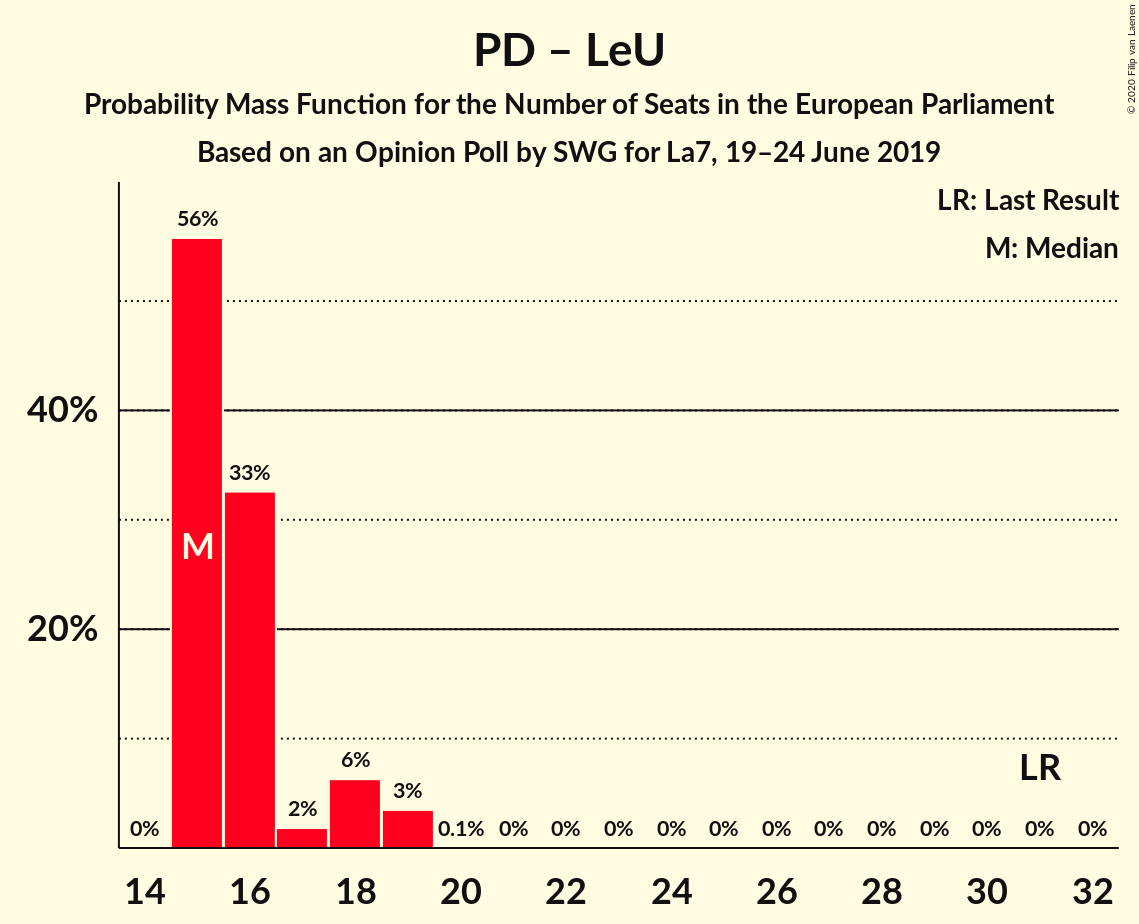 PD – LeU
Probability Mass Function for the Number of Seats in the European Parliament
Based on an Opinion Poll by SWG for La7, 19–24 June 2019
© 2020 Filip van Laenen
LR: Last Result
M: Median
56%
40%
33%
M
20%
6%
LR
3%
2%
0% 0.1% 0% 0% 0% 0% 0% 0% 0% 0% 0% 0% 0% 0%
14 16 18 20 22 24 26 28 30 32